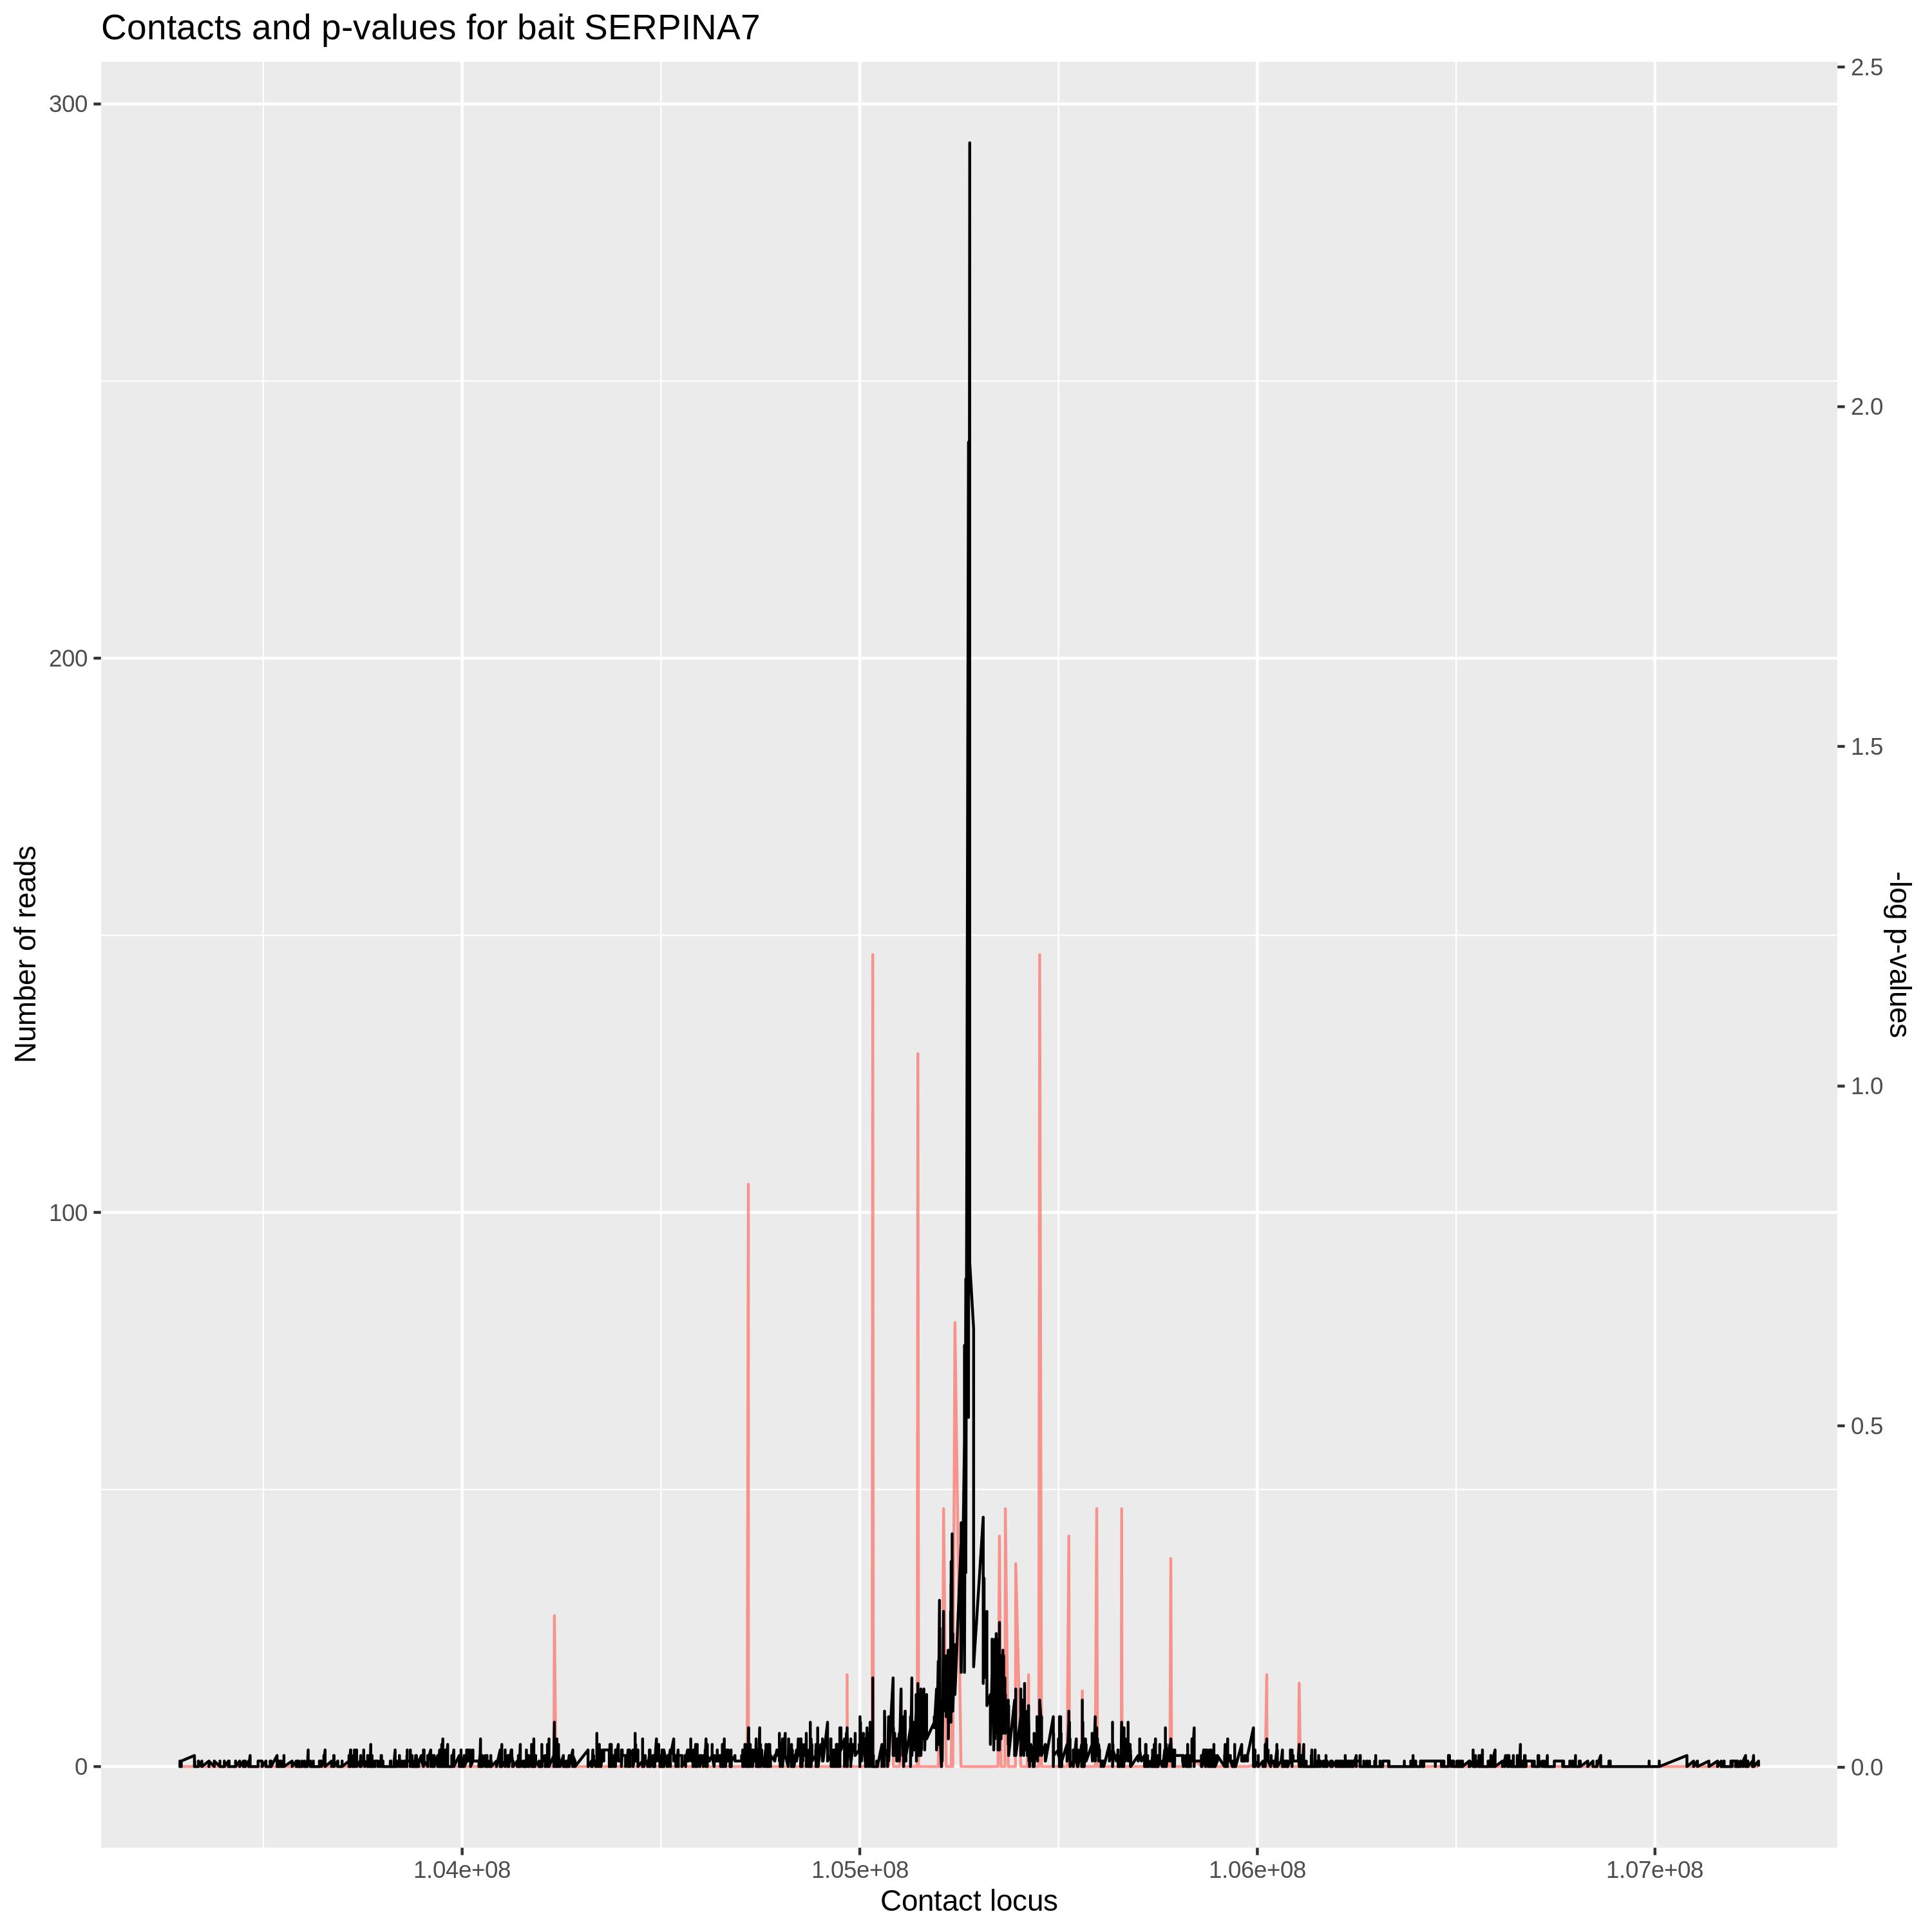 Contacts and p-values for bait SERPINA7
300
200
100
0
Number of reads
2.5
2.0
1.5
1.0
0.5
0.0
-log p-values
1.04e+08
1.05e+08
1.06e+08
1.07e+08
Contact locus